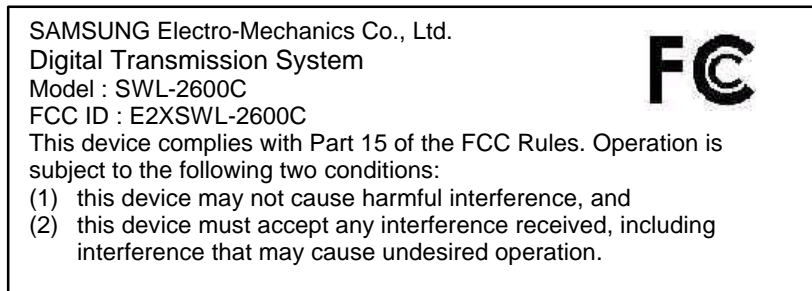 SAMSUNG Electro-Mechanics Co., Ltd.
Digital Transmission System
Model : SWL-2600C
FCC ID : E2XSWL-2600C
This device complies with Part 15 of the FCC Rules. Operation is
subject to the following two conditions:
(1) this device may not cause harmful interference, and
(2) this device must accept any interference received, including
interference that may cause undesired operation.
FC